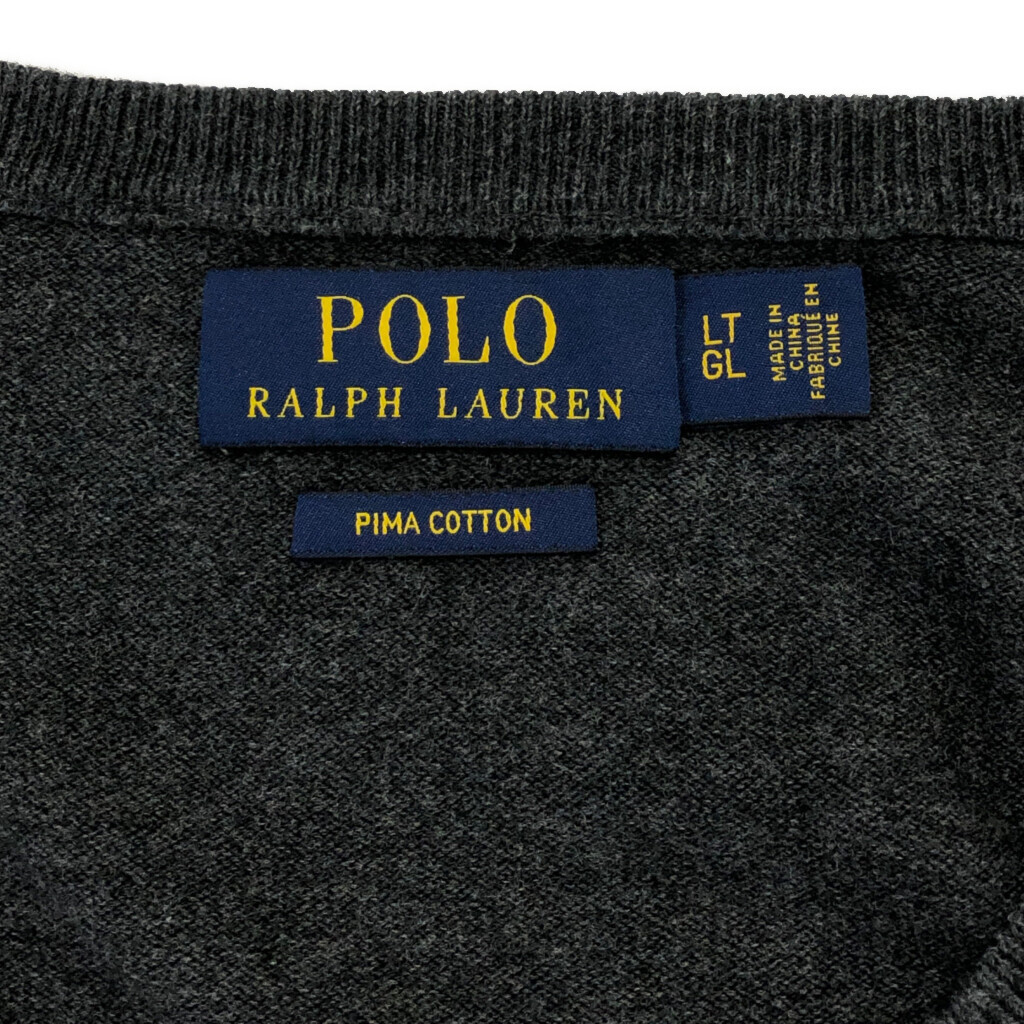 POLO
RALPH LAUREN
LT
GL
MADE IN
CHINA
FABRIQUÉ EN
CHINE
PIMA COTTON